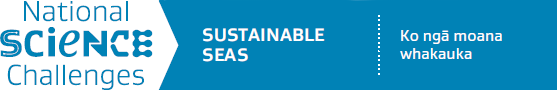 National
SCIENCE
Challenges
SUSTAINABLE
SEAS
Ko ngā moana
whakauka